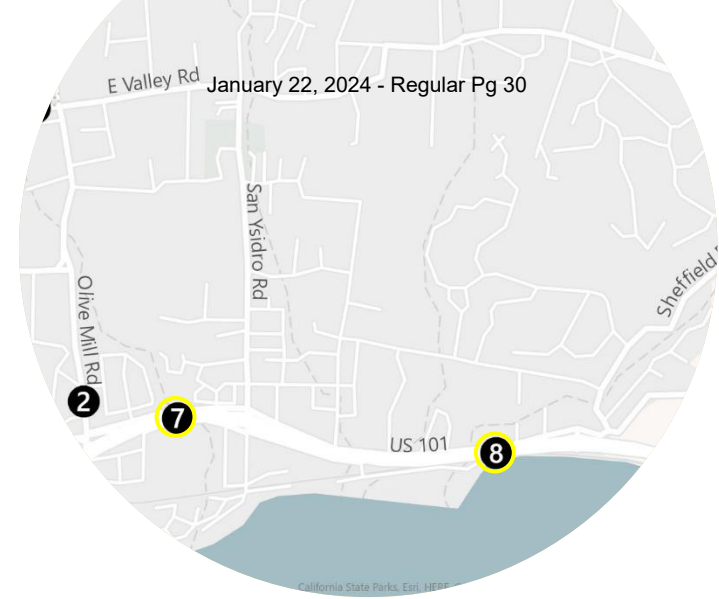 E Valley Rd
January 22, 2024 - Regular Pg 30
San Ysidro Rd
Olive Mill Rd
Sheffield
2
7
US 101
8
California State Parks, Esri, HERE,